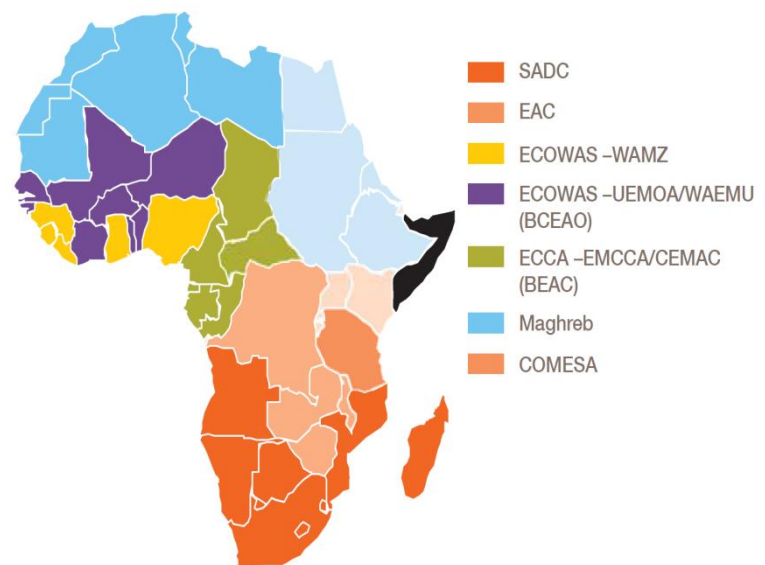 SADC
EAC
ECOWAS –WAMZ
ECOWAS –UEMOA/WAEMU
(BCEAO)
ECCA –EMCCA/CEMAC
(BEAC)
Maghreb
COMESA